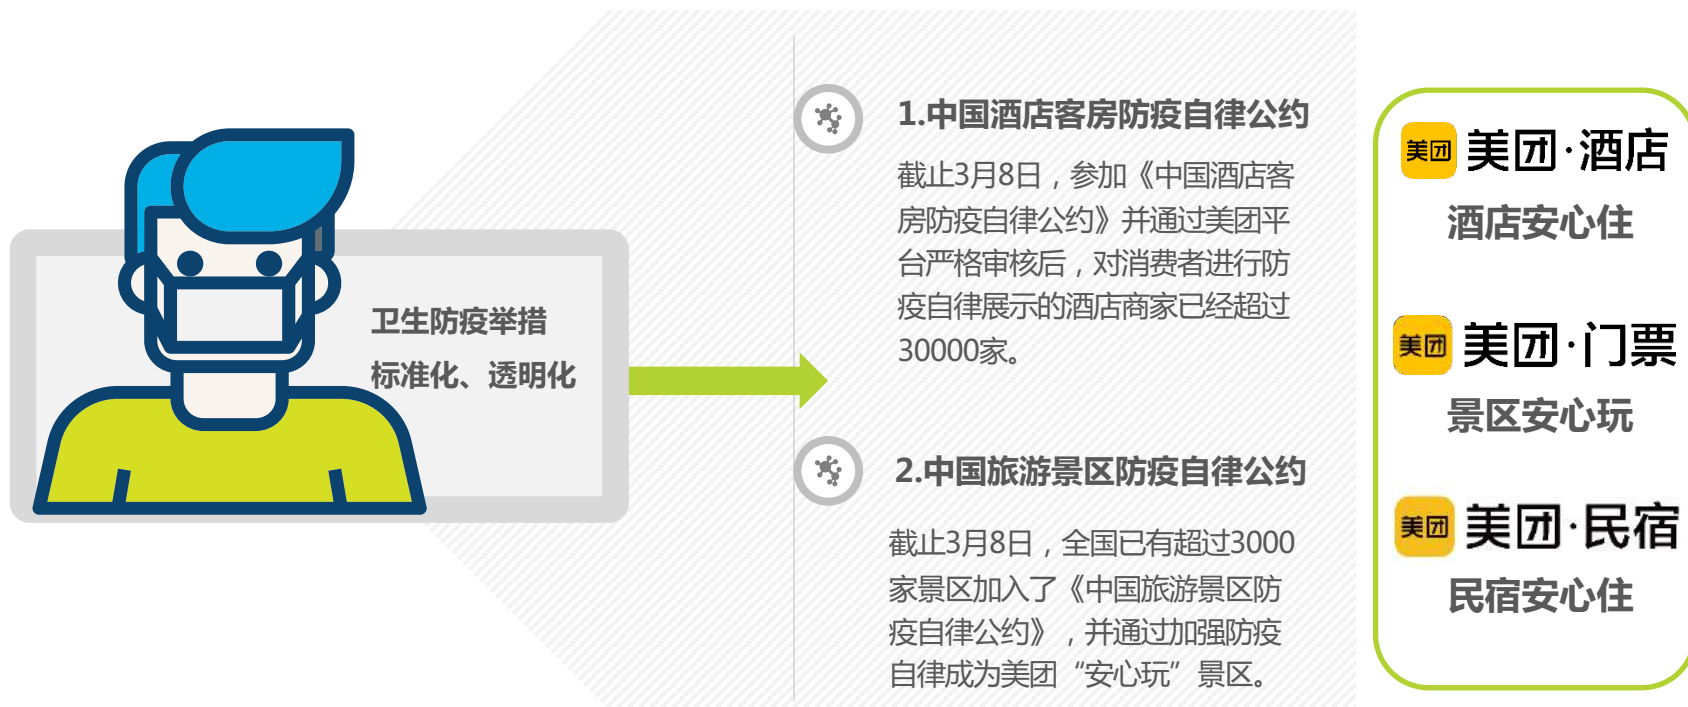 卫生防疫举措
标准化、透明化
1.中国酒店客房防疫自律公约
截止3月8日，参加《中国酒店客
房防疫自律公约》并通过美团平
台严格审核后，对消费者进行防
疫自律展示的酒店商家已经超过
30000家。
2.中国旅游景区防疫自律公约
截止3月8日，全国已有超过3000
家景区加入了《中国旅游景区防
疫自律公约》，并通过加强防疫
自律成为美团“安心玩”景区。
美团 美团·酒店
酒店安心住
美团 美团·门票
景区安心玩
美团 美团·民宿
民宿安心住